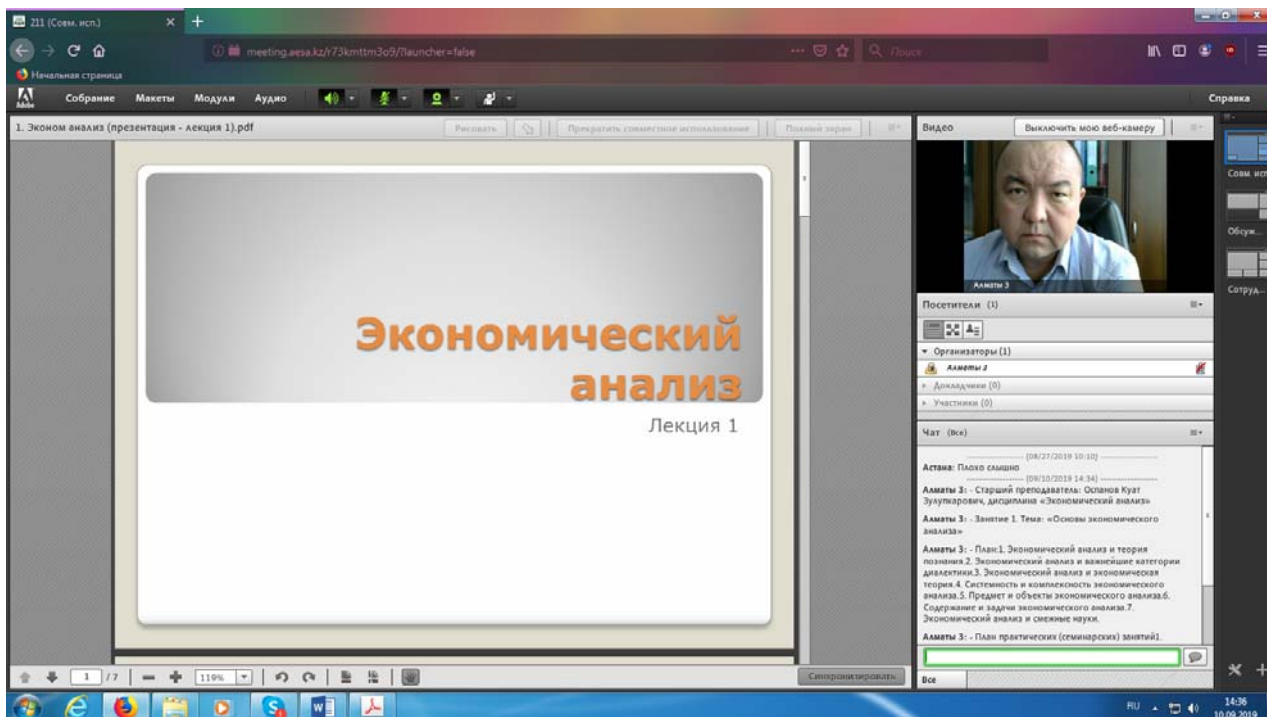 211 (Совм. исп.)
meeting.aesa.kz/r73kmttm3o9/?launcher=false
Поиск
Начальная страница
Adobe
Собрание Макеты Модули Аудио
Справка
1. Эконом анализ (презентация - лекция 1).pdf
Рисовать
Прекратить совместное использование
Полный экран
Экономический
анализ
Лекция 1
1 /7
119%
Синхронизировать
Видео
Выключить мою веб-камеру
Алматы 3
Посетители (1)
Организаторы (1)
Алматы 3
Докладчики (0)
Участники (0)
Чат (Все)
(08/27/2019 10:10)
Астана: Плохо слышно
(09/10/2019 14:34)
Алматы 3: - Старший преподаватель: Оспанов Куат
Зулупкарович, дисциплина «Экономический анализ»
Алматы 3: - Занятие 1. Тема: «Основы экономического
анализа»
Алматы 3: - План:1. Экономический анализ и теория
познания.2. Экономический анализ и важнейшие категории
диалектики.3. Экономический анализ и экономическая
теория.4. Системность и комплексность экономического
анализа.5. Предмет и объекты экономического анализа.6.
Содержание и задачи экономического анализа.7.
Экономический анализ и смежные науки.
Алматы 3: - План практических (семинарских) занятий1.
Все
Совм. исп
Обсуж...
Сотруд...
RU
14:36
10.09.2019